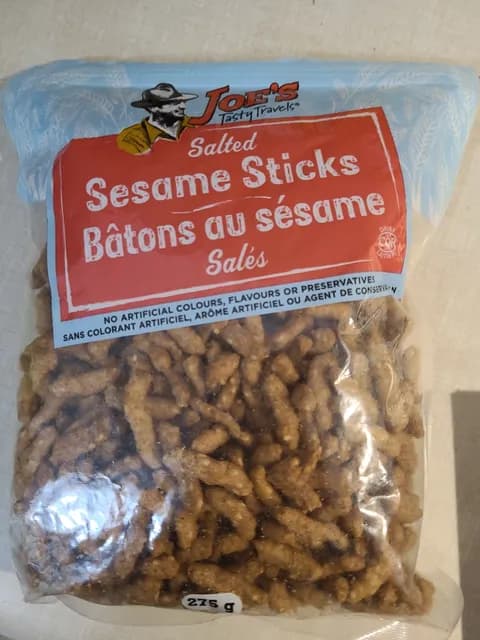 JOE'S
Tasty Travels
Salted
Sesame Sticks
Bâtons au sésame
Salés
NO ARTIFICIAL COLOURS, FLAVOURS OR PRESERVATIVES
SANS COLORANT ARTIFICIEL, ARÔME ARTIFICIEL OU AGENT DE
275 g